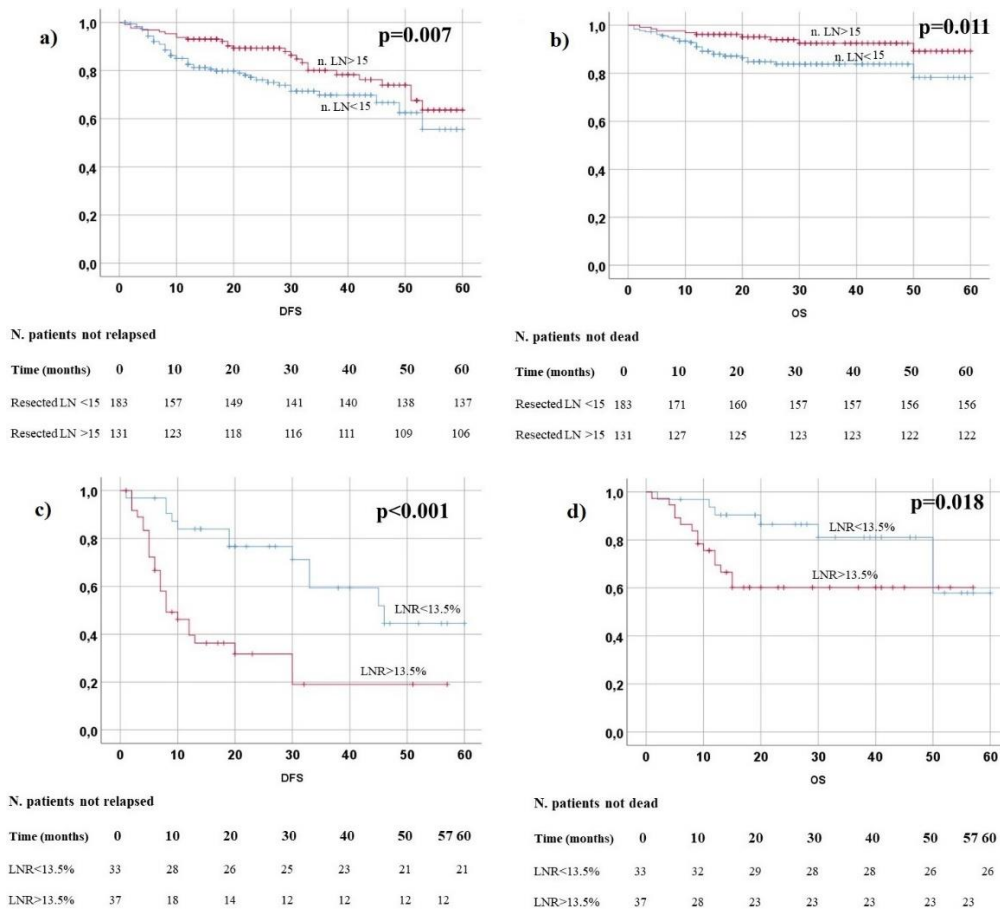 a)
p=0.007
1,0
0,8
0,6
0,4
0,2
0,0
n. LN>15
n. LN<15
0 10 20 30 40 50 60
DFS
N. patients not relapsed
Time (months) 0 10 20 30 40 50 60
Resected LN <15 183 157 149 141 140 138 137
Resected LN >15 131 123 118 116 111 109 106
b)
p=0.011
1,0
0,8
0,6
0,4
0,2
0,0
n. LN>15
n. LN<15
0 10 20 30 40 50 60
OS
N. patients not dead
Time (months) 0 10 20 30 40 50 60
Resected LN <15 183 171 160 157 157 156 156
Resected LN >15 131 127 125 123 123 122 122
c)
p<0.001
1,0
0,8
0,6
0,4
0,2
0,0
LNR<13.5%
LNR>13.5%
0 10 20 30 40 50 60
DFS
N. patients not relapsed
Time (months) 0 10 20 30 40 50 57 60
LNR<13.5% 33 28 26 25 23 21 21
LNR>13.5% 37 18 14 12 12 12 12
d)
p=0.018
1,0
0,8
0,6
0,4
0,2
0,0
LNR<13.5%
LNR>13.5%
0 10 20 30 40 50 60
OS
N. patients not dead
Time (months) 0 10 20 30 40 50 57 60
LNR<13.5% 33 32 29 28 28 26 26
LNR>13.5% 37 28 23 23 23 23 23